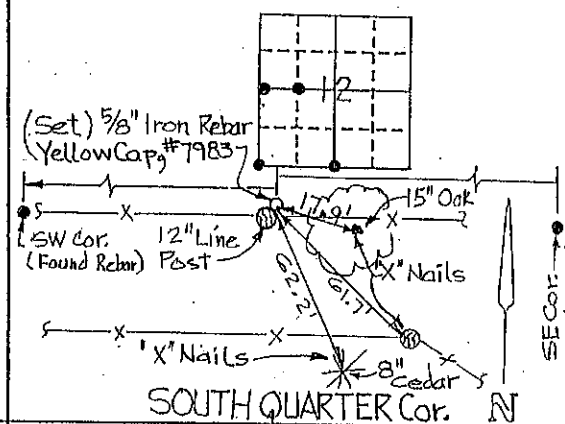 12
(Set) 5/8" Iron Rebar
Yellow Cap, #7983
17.9'
15" Oak
SW Cor.
(Found Rebar)
12" Line
Post
"X" Nails
62.2'
61.7'
SE Cor.
"X" Nails
8"
Cedar
SOUTH QUARTER Cor.
N